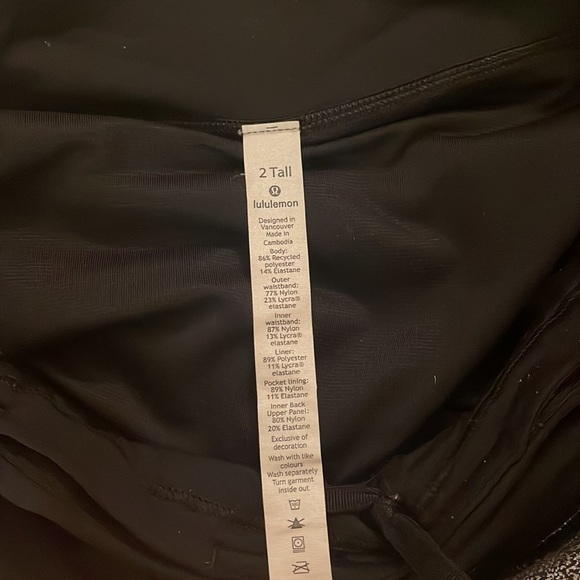 2 Tall
lululemon
Designed in
Vancouver
Made in
Cambodia
Body:
86% Recycled
polyester
14% Elastane
Outer
waistband:
77% Nylon
23% Lycra®
elastane
Inner
waistband:
87% Nylon
13% Lycra®
elastane
Liner:
89% Polyester
11% Lycra®
elastane
Pocket lining:
89% Nylon
11% Elastane
Inner Back
Upper Panel:
80% Nylon
20% Elastane
Exclusive of
decoration
Wash with like
colours
Wash separately
Turn garment
inside out